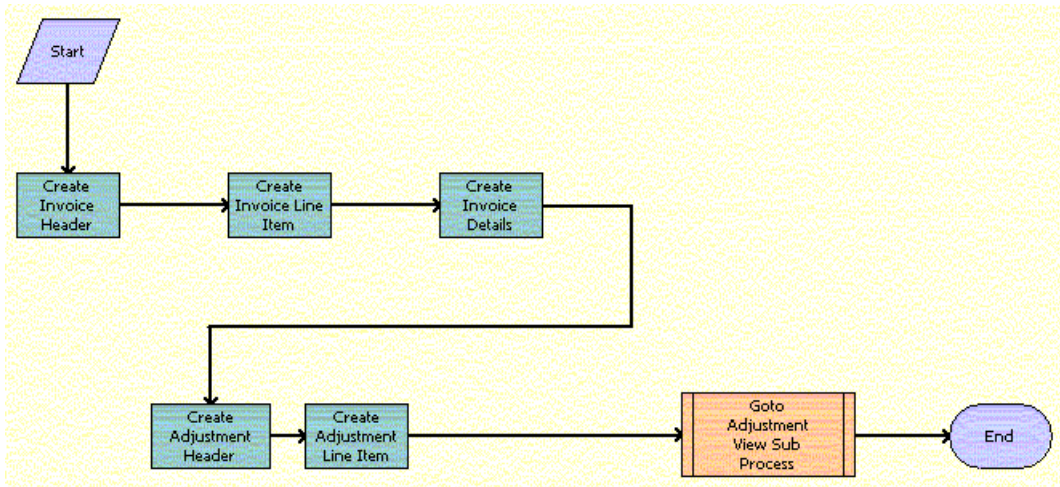 Start
Create
Invoice
Header
Create
Invoice Line
Item
Create
Invoice
Details
Create
Adjustment
Header
Create
Adjustment
Line Item
Goto
Adjustment
View Sub
Process
End